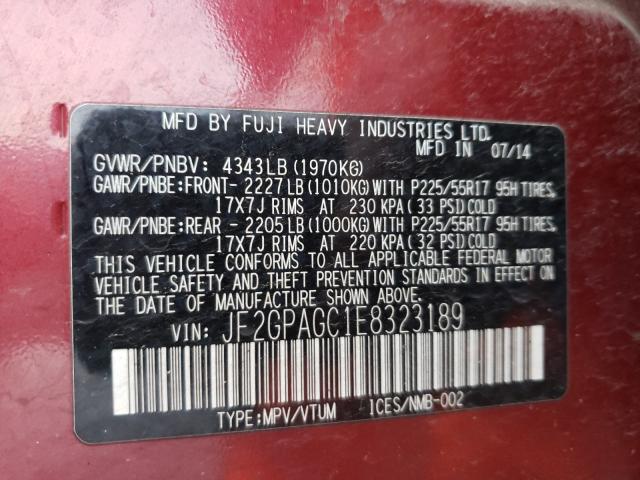 MFD BY FUJI HEAVY INDUSTRIES LTD.
MFD IN 07/14
GVWR/PNBV: 4343LB(1970KG)
GAWR/PNBE:FRONT-2227LB(1010KG)WITH P225/55R17 95H TIRES,
17X7J RIMS AT 230 KPA(33 PSI)COLD
GAWR/PNBE:REAR -2205LB(1000KG)WITH P225/55R17 95H TIRES,
17X7J RIMS AT 220 KPA(32 PSI)COLD
THIS VEHICLE CONFORMS TO ALL APPLICABLE FEDERAL MOTOR
VEHICLE SAFETY AND THEFT PREVENTION STANDARDS IN EFFECT ON
THE DATE OF MANUFACTURE SHOWN ABOVE.
VIN: JF2GPAGC1E8323189
TYPE:MPV/VTUM ICES/NMB-002